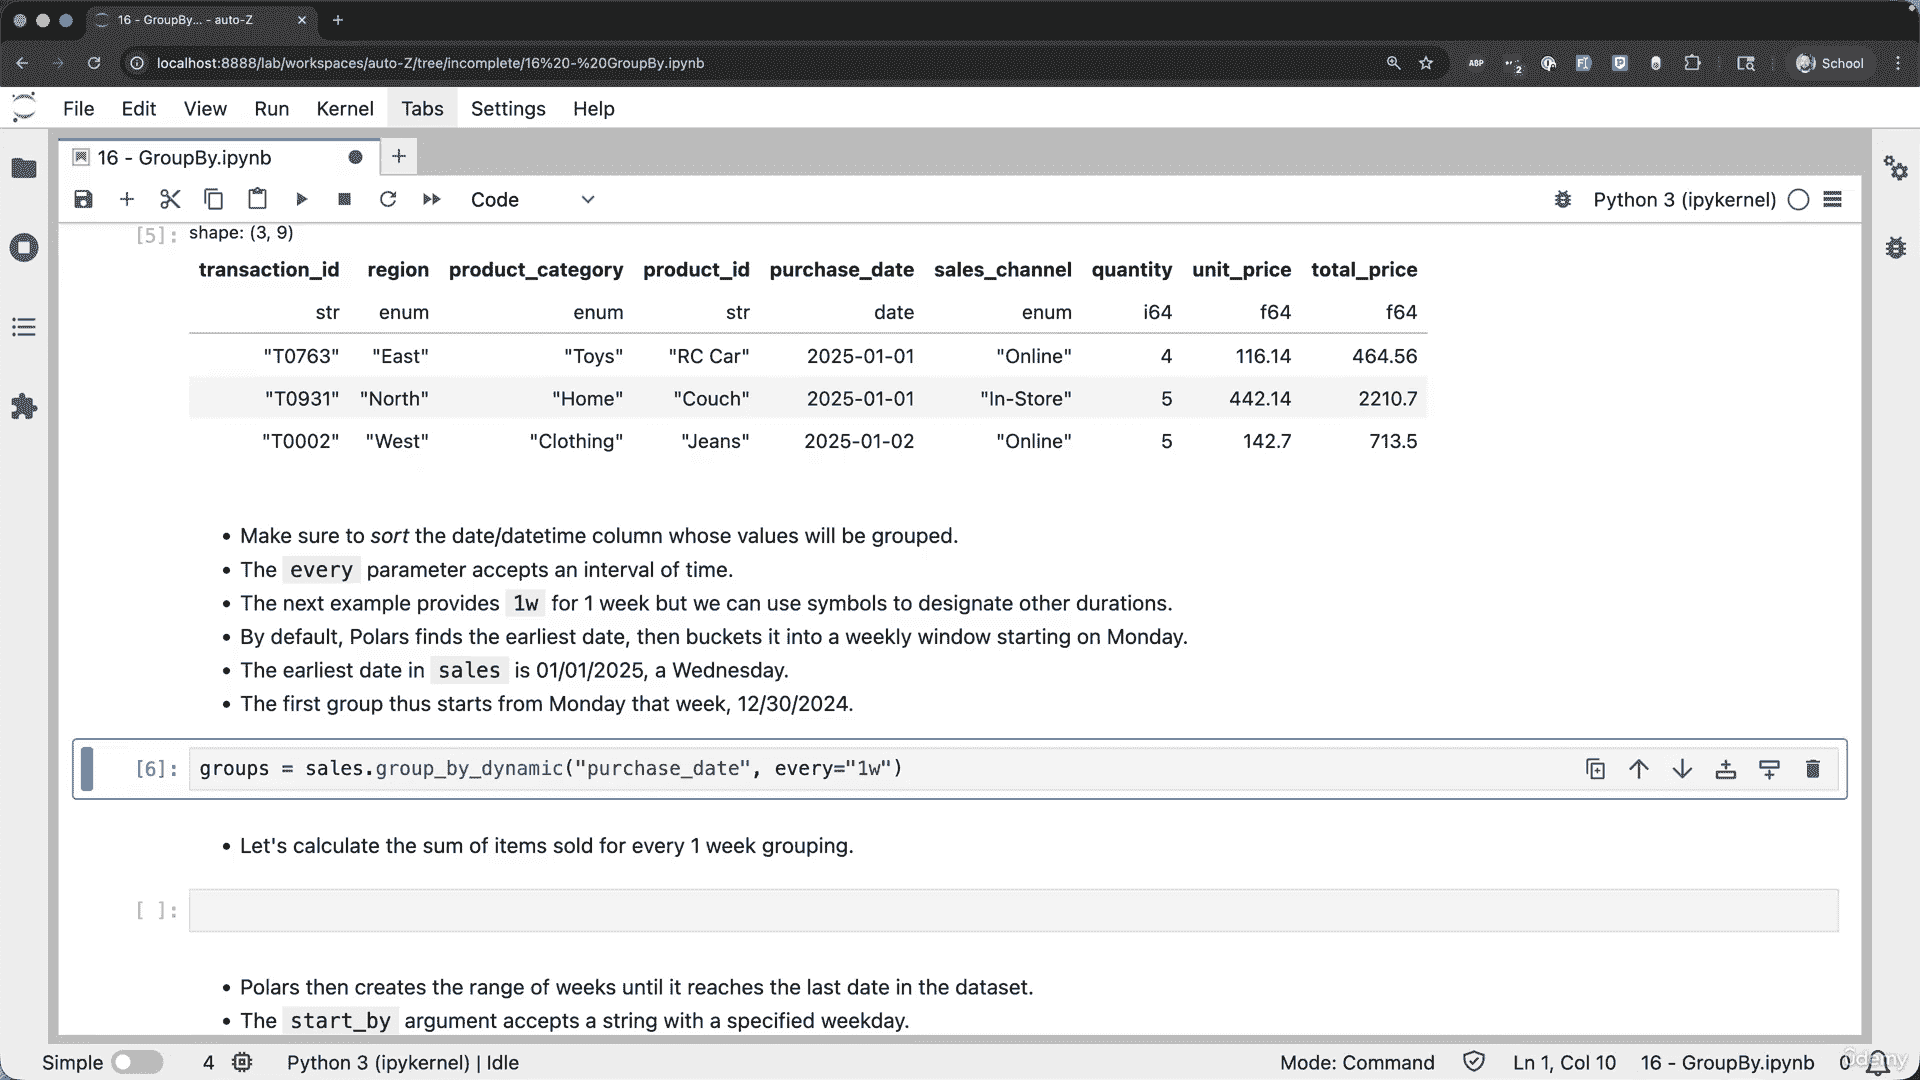 16 - GroupBy... - auto-Z
localhost:8888/lab/workspaces/auto-Z/tree/incomplete/16%20-%20GroupBy.ipynb
ABP
2
School
File Edit View Run Kernel Tabs Settings Help
16 - GroupBy.ipynb
Code
Python 3 (ipykernel)
[5]: shape: (3, 9)
transaction_id region product_category product_id purchase_date sales_channel quantity unit_price total_price
str enum enum str date enum i64 f64 f64
"T0763" "East" "Toys" "RC Car" 2025-01-01 "Online" 4 116.14 464.56
"T0931" "North" "Home" "Couch" 2025-01-01 "In-Store" 5 442.14 2210.7
"T0002" "West" "Clothing" "Jeans" 2025-01-02 "Online" 5 142.7 713.5
• Make sure to sort the date/datetime column whose values will be grouped.
• The every parameter accepts an interval of time.
• The next example provides 1w for 1 week but we can use symbols to designate other durations.
• By default, Polars finds the earliest date, then buckets it into a weekly window starting on Monday.
• The earliest date in sales is 01/01/2025, a Wednesday.
• The first group thus starts from Monday that week, 12/30/2024.
[6]: groups = sales.group_by_dynamic("purchase_date", every="1w")
• Let's calculate the sum of items sold for every 1 week grouping.
[ ]:
• Polars then creates the range of weeks until it reaches the last date in the dataset.
• The start_by argument accepts a string with a specified weekday.
Simple 4 Python 3 (ipykernel) | Idle Mode: Command Ln 1, Col 10 16 - GroupBy.ipynb 0
Udemy